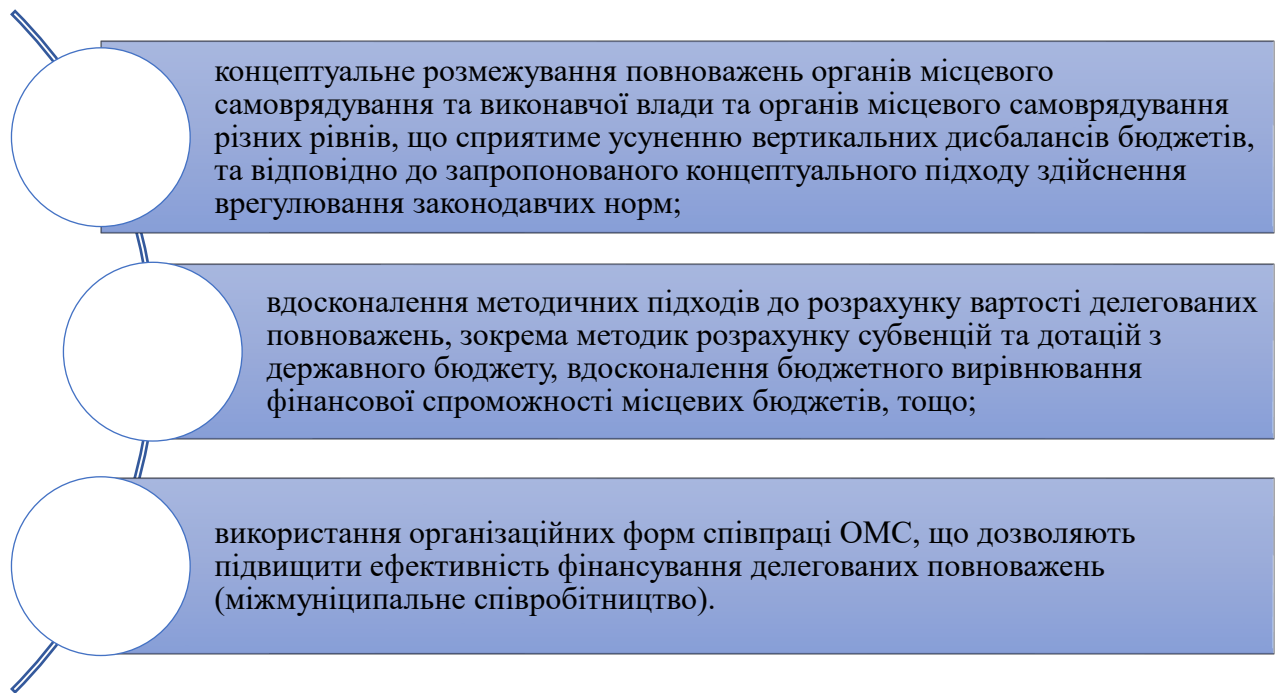 концептуальне розмежування повноважень органів місцевого
самоврядування та виконавчої влади та органів місцевого самоврядування
різних рівнів, що сприятиме усуненню вертикальних дисбалансів бюджетів,
та відповідно до запропонованого концептуального підходу здійснення
врегулювання законодавчих норм;
вдосконалення методичних підходів до розрахунку вартості делегованих
повноважень, зокрема методик розрахунку субвенцій та дотацій з
державного бюджету, вдосконалення бюджетного вирівнювання
фінансової спроможності місцевих бюджетів, тощо;
використання організаційних форм співпраці ОМС, що дозволяють
підвищити ефективність фінансування делегованих повноважень
(міжмуніципальне співробітництво).